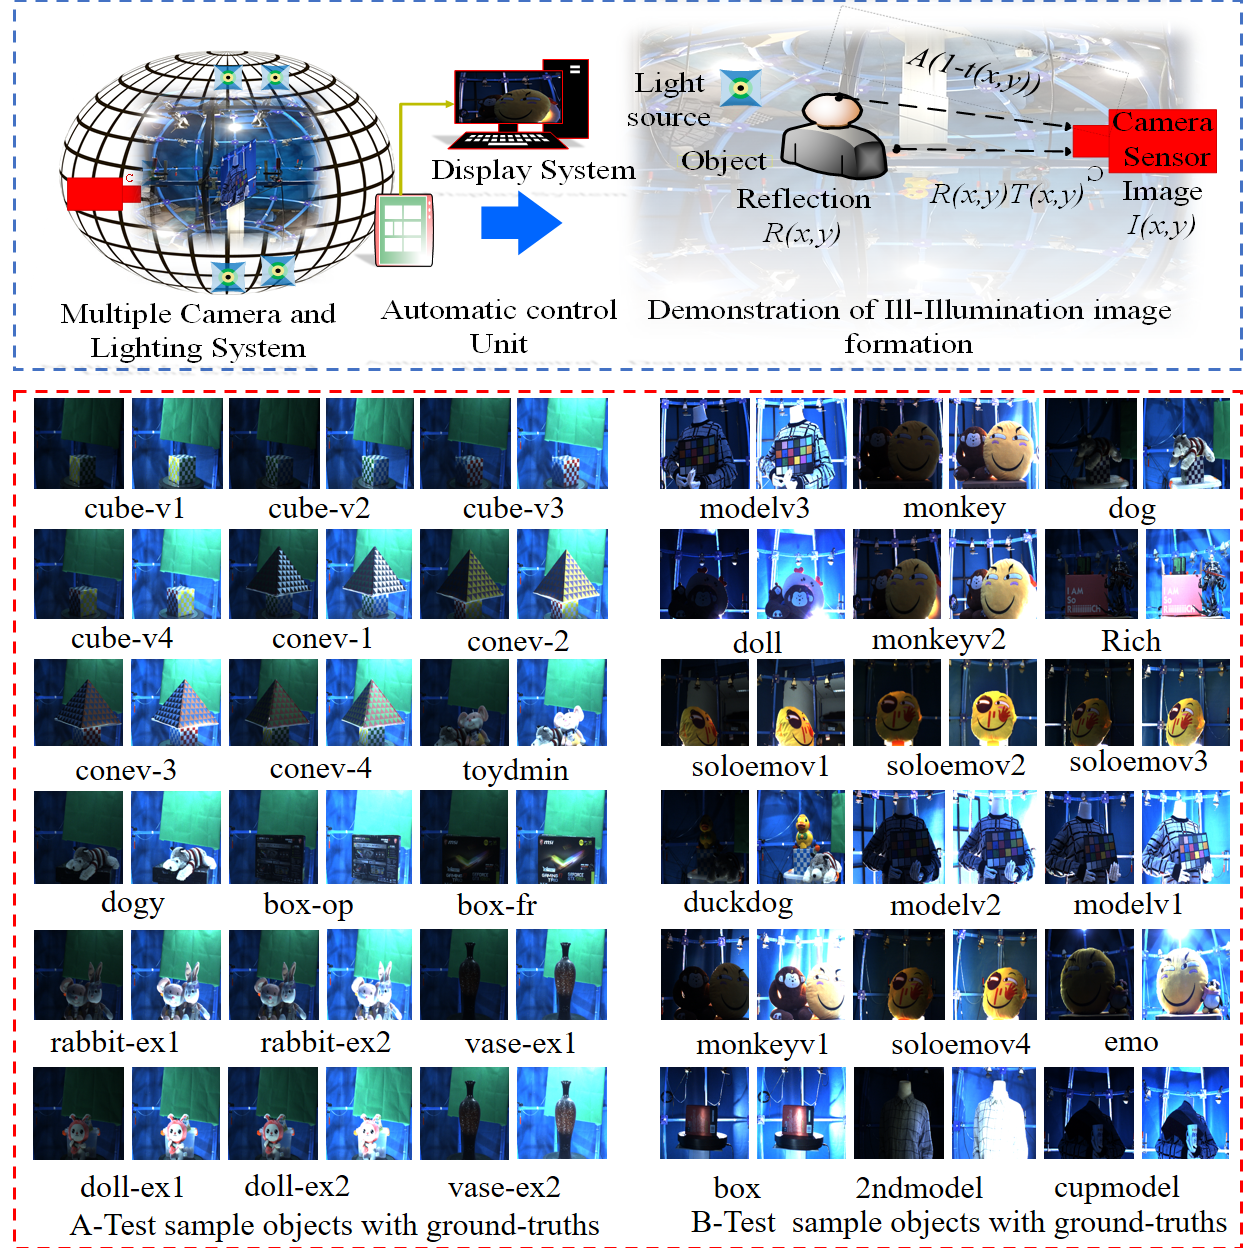 Light
source
A(1-t(x,y))
Camera
Sensor
Object
Display System
Reflection
R(x,y)
R(x,y)T(x,y)
Image
I(x,y)
Multiple Camera and
Lighting System
Automatic control
Unit
Demonstration of Ill-Illumination image
formation
cube-v1 cube-v2 cube-v3
cube-v4 conev-1 conev-2
conev-3 conev-4 toydmin
dogy box-op box-fr
rabbit-ex1 rabbit-ex2 vase-ex1
doll-ex1 doll-ex2 vase-ex2
A-Test sample objects with ground-truths
modelv3 monkey dog
I AM
So
doll monkeyv2 Rich
soloemov1 soloemov2 soloemov3
duckdog modelv2 modelv1
monkeyv1 soloemov4 emo
box 2ndmodel cupmodel
B-Test sample objects with ground-truths